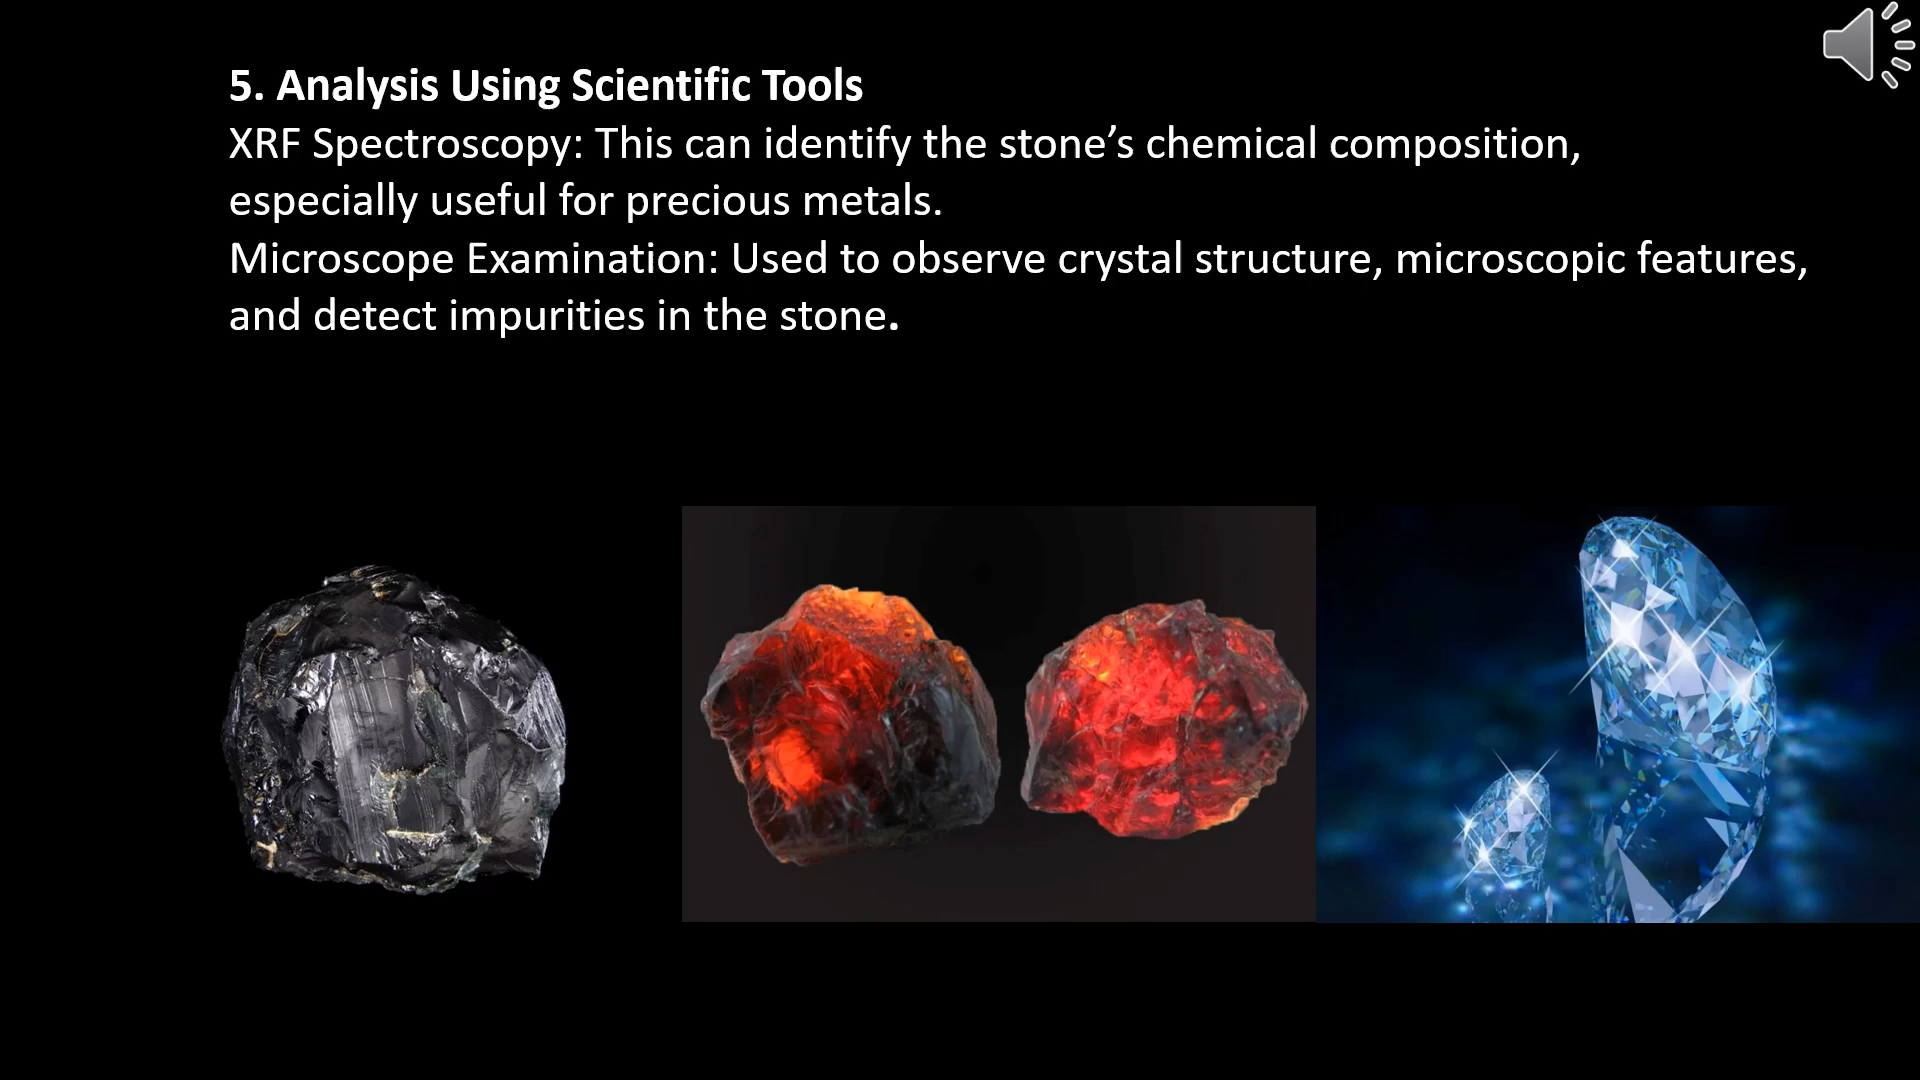 5. Analysis Using Scientific Tools
XRF Spectroscopy: This can identify the stone’s chemical composition,
especially useful for precious metals.
Microscope Examination: Used to observe crystal structure, microscopic features,
and detect impurities in the stone.